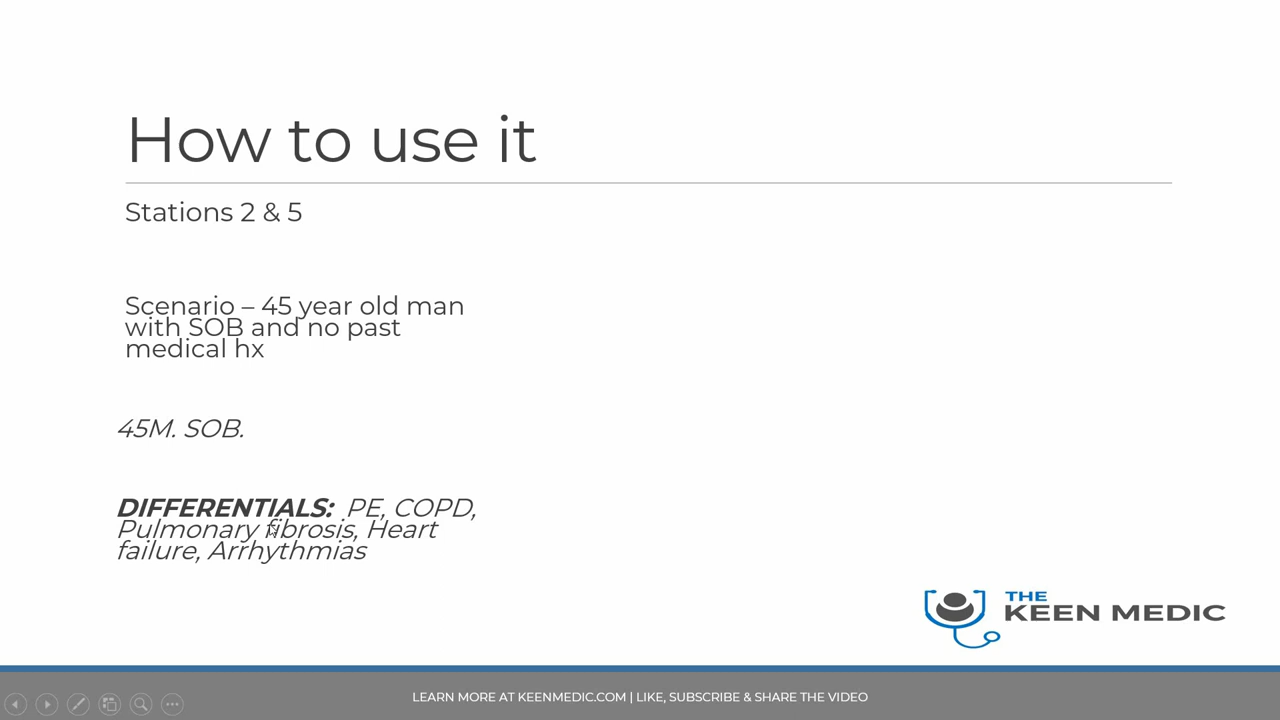 How to use it
Stations 2 & 5
Scenario – 45 year old man
with SOB and no past
medical hx
45M. SOB.
DIFFERENTIALS: PE, COPD,
Pulmonary fibrosis, Heart
failure, Arrhythmias
THE
KEEN MEDIC
LEARN MORE AT KEENMEDIC.COM | LIKE, SUBSCRIBE & SHARE THE VIDEO